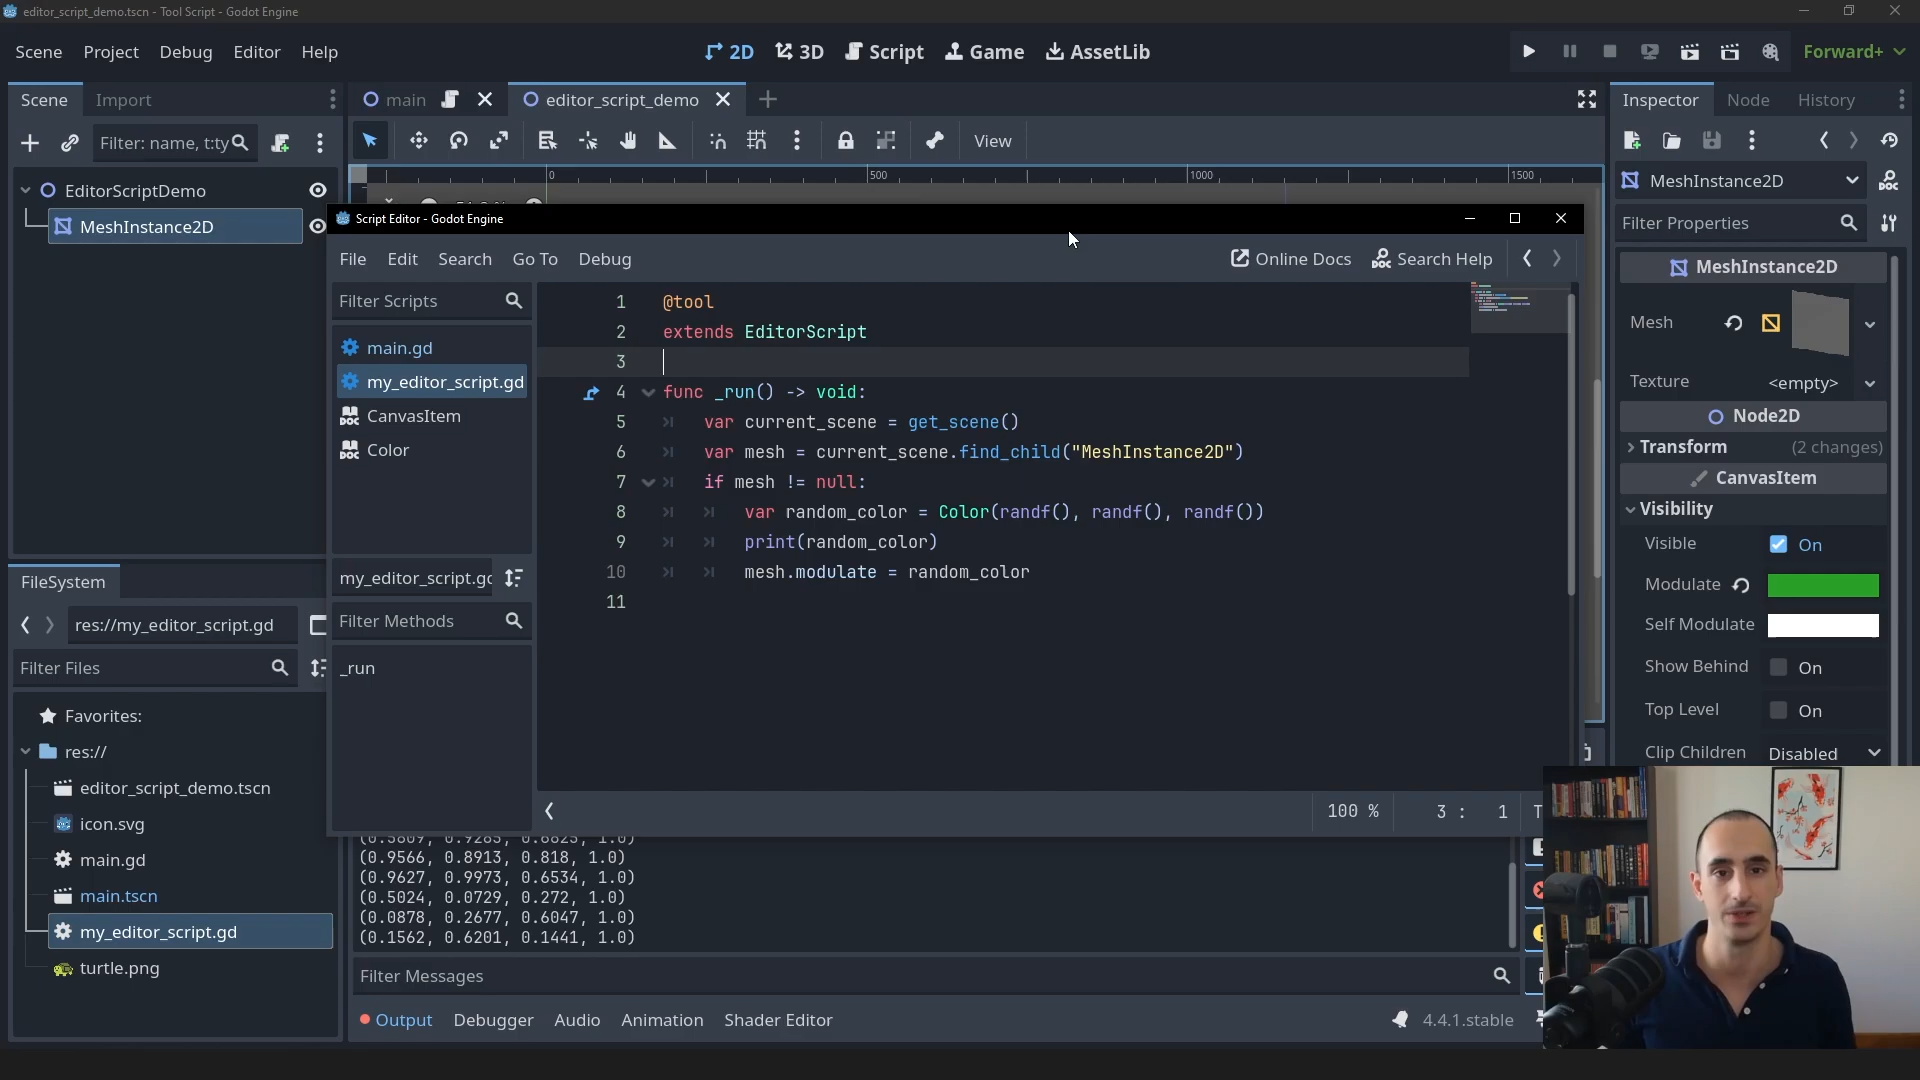 editor_script_demo.tscn - Tool Script - Godot Engine
Scene Project Debug Editor Help
2D 3D Script Game AssetLib
Forward+
Scene Import
main editor_script_demo
Inspector Node History
Filter: name, t:ty
View
0 500 1000 1500
EditorScriptDemo
MeshInstance2D
MeshInstance2D
Filter Properties
Script Editor - Godot Engine
File Edit Search Go To Debug
Online Docs Search Help
Filter Scripts
main.gd
my_editor_script.gd
CanvasItem
Color
my_editor_script.gd
Filter Methods
_run
1 @tool
2 extends EditorScript
3
4 func _run() -> void:
5 var current_scene = get_scene()
6 var mesh = current_scene.find_child("MeshInstance2D")
7 if mesh != null:
8 var random_color = Color(randf(), randf(), randf())
9 print(random_color)
10 mesh.modulate = random_color
11
100 % 3 : 1
MeshInstance2D
Mesh
Texture <empty>
Node2D
Transform (2 changes)
CanvasItem
Visibility
Visible On
Modulate
Self Modulate
Show Behind On
Top Level On
Clip Children Disabled
FileSystem
res://my_editor_script.gd
Filter Files
Favorites:
res://
editor_script_demo.tscn
icon.svg
main.gd
main.tscn
my_editor_script.gd
turtle.png
(0.9566, 0.8913, 0.818, 1.0)
(0.9627, 0.9973, 0.6534, 1.0)
(0.5024, 0.0729, 0.272, 1.0)
(0.0878, 0.2677, 0.6047, 1.0)
(0.1562, 0.6201, 0.1441, 1.0)
Filter Messages
Output Debugger Audio Animation Shader Editor
4.4.1.stable